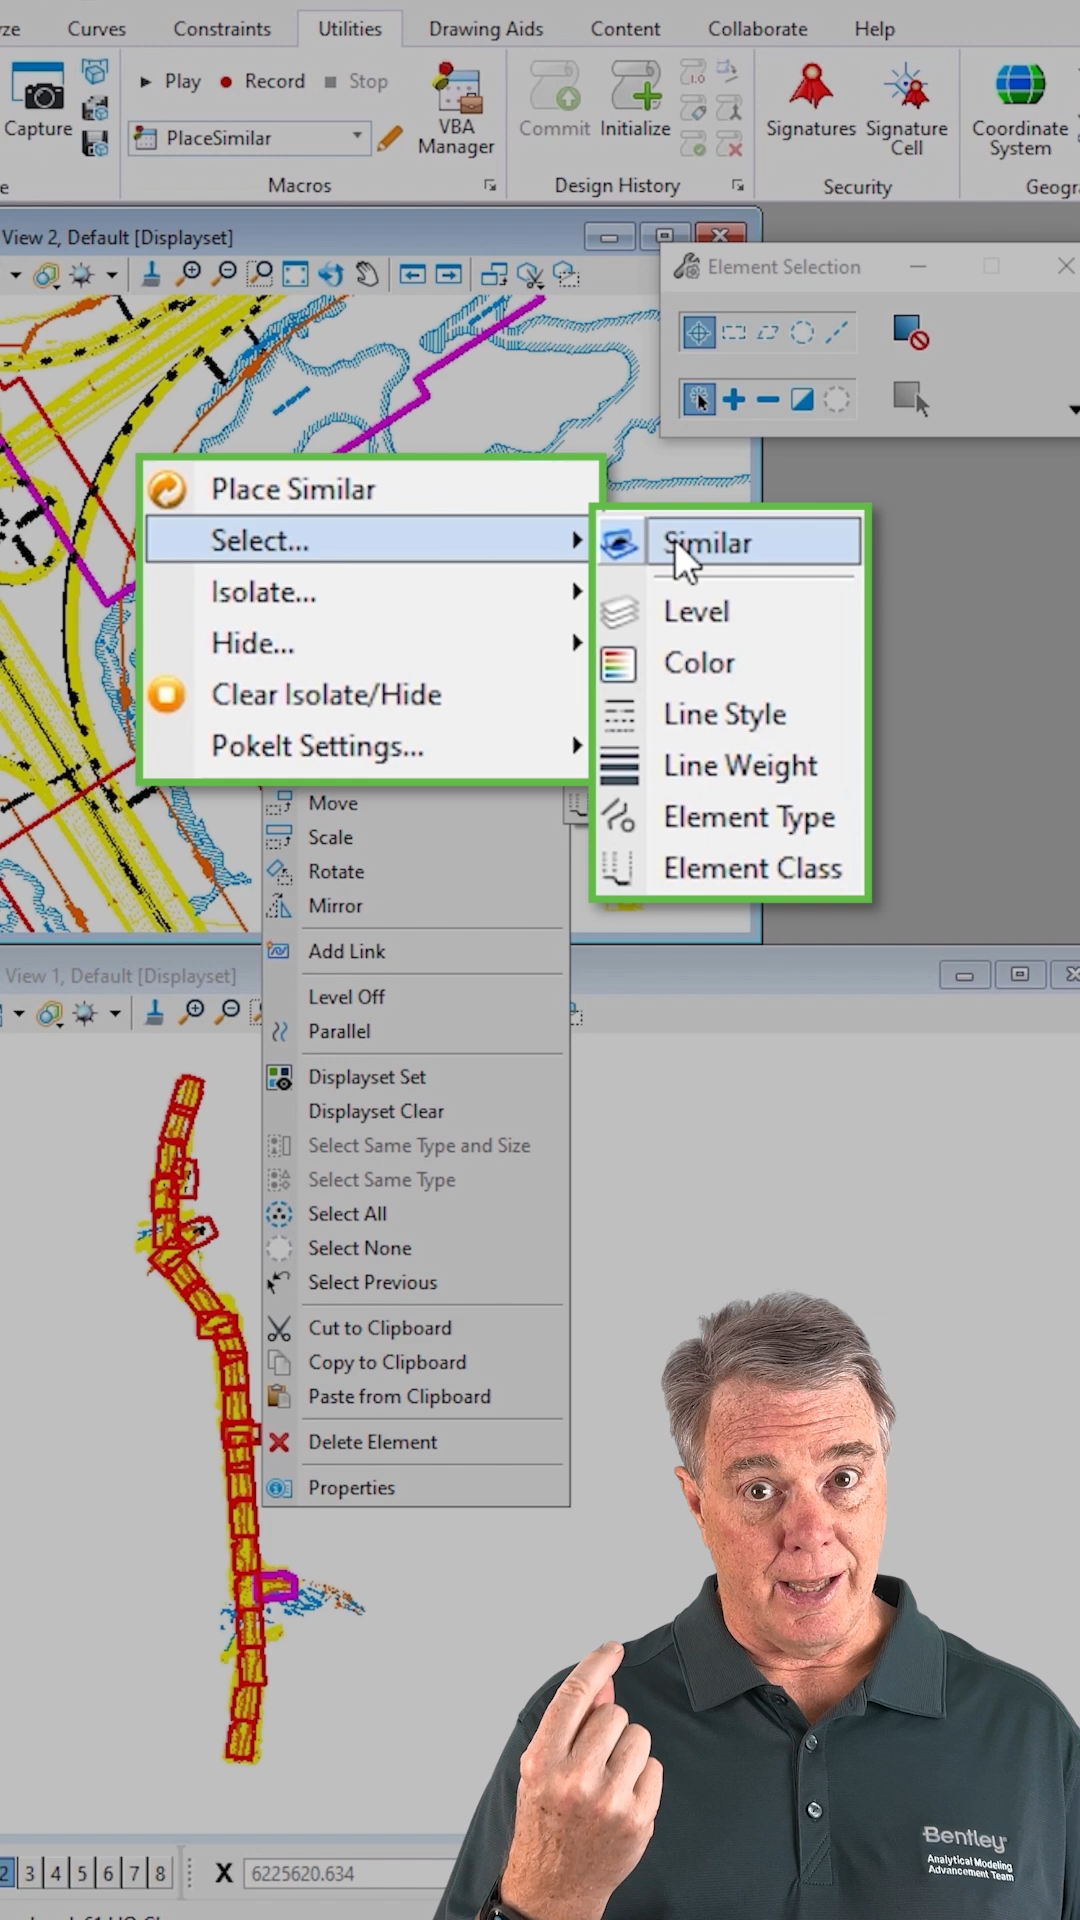 Curves Constraints Utilities Drawing Aids Content Collaborate Help
Capture
Play Record Stop
PlaceSimilar
VBA
Manager
Macros
Commit Initialize
1.0
Design History
Signatures Signature
Cell
Security
Coordinate
System
View 2, Default [Displayset]
Element Selection
Place Similar
Select...
Isolate...
Hide...
Clear Isolate/Hide
PokeIt Settings...
Similar
Level
Color
Line Style
Line Weight
Element Type
Element Class
Move
Scale
Rotate
Mirror
Add Link
Level Off
Parallel
Displayset Set
Displayset Clear
Select Same Type and Size
Select Same Type
Select All
Select None
Select Previous
Cut to Clipboard
Copy to Clipboard
Paste from Clipboard
Delete Element
Properties
View 1, Default [Displayset]
Bentley
Analytical Modeling
Advancement Team
2 3 4 5 6 7 8 X 6225620.634